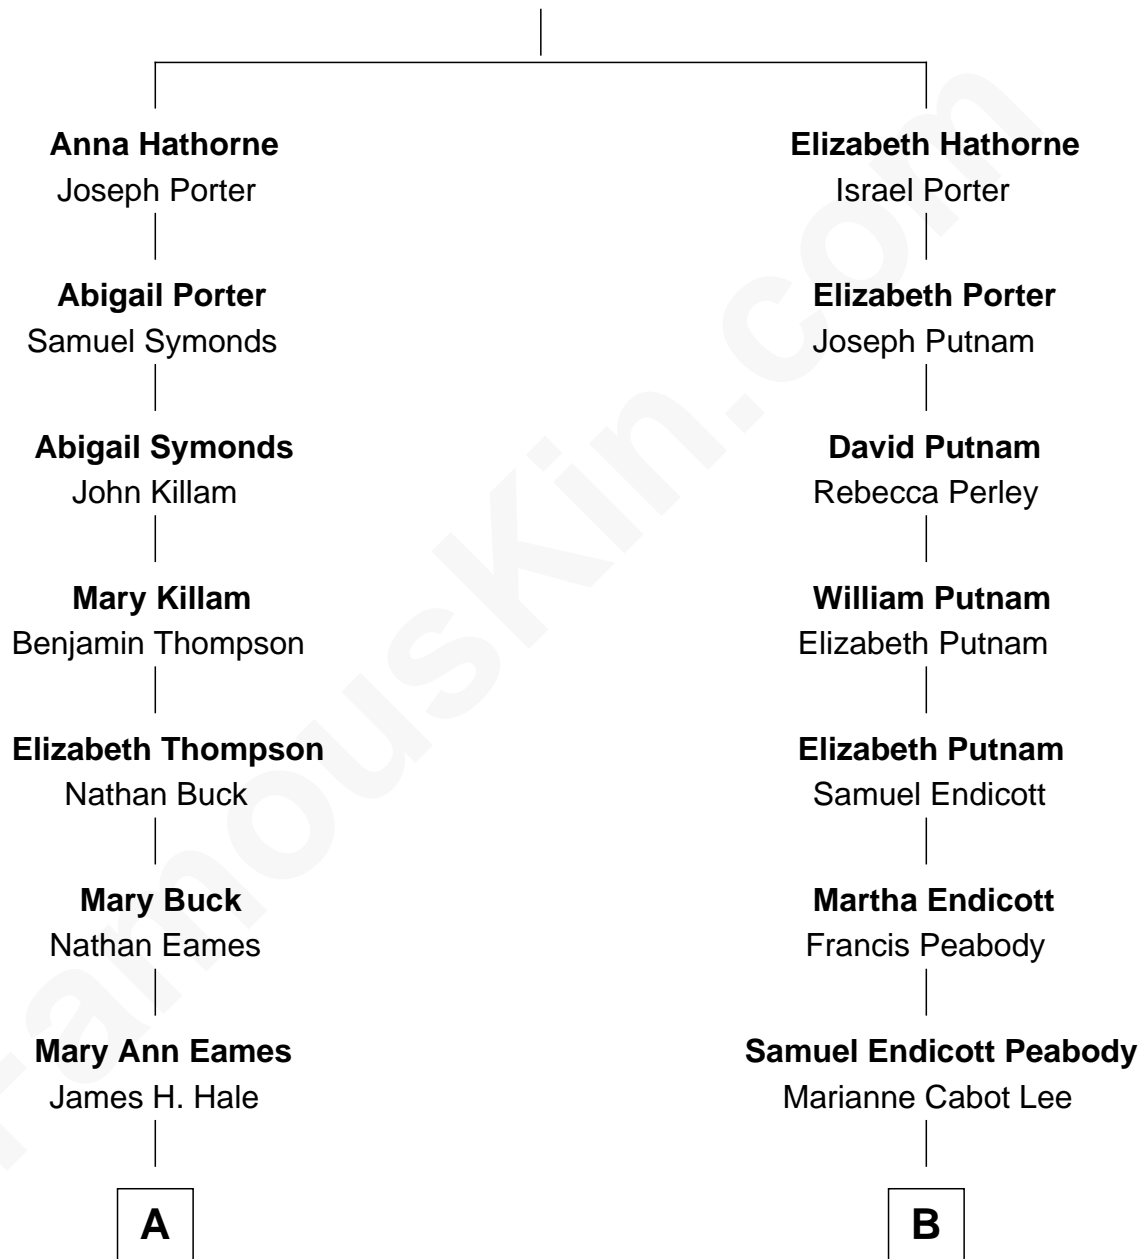 Anna Hathorne
Joseph Porter
Abigail Porter
Samuel Symonds
Abigail Symonds
John Killam
Mary Killam
Benjamin Thompson
Elizabeth Thompson
Nathan Buck
Mary Buck
Nathan Eames
Mary Ann Eames
James H. Hale
A
Elizabeth Hathorne
Israel Porter
Elizabeth Porter
Joseph Putnam
David Putnam
Rebecca Perley
William Putnam
Elizabeth Putnam
Elizabeth Putnam
Samuel Endicott
Martha Endicott
Francis Peabody
Samuel Endicott Peabody
Marianne Cabot Lee
B
FamousKin.com